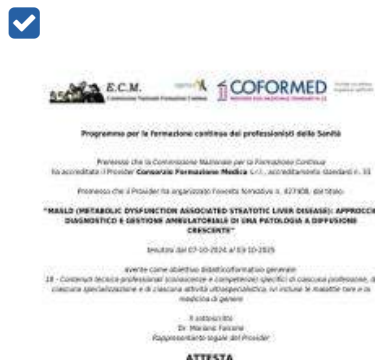 E.C.M.
Commissione Nazionale Formazione Continua
COFORMED
Programma per la formazione continua dei professionisti della Sanità
Premesso che la Commissione Nazionale per la Formazione Continua
ha accreditato il Provider Consorzio Formazione Medica s.r.l., accreditamento standard n. 33
Premesso che il Provider ha organizzato l'evento formativo n. 427908, dal titolo:
"MASLD (METABOLIC DYSFUNCTION ASSOCIATED STEATOTIC LIVER DISEASE): APPROCCIO
DIAGNOSTICO E GESTIONE AMBULATORIALE DI UNA PATOLOGIA A DIFFUSIONE
CRESCENTE"
tenutosi dal 07-10-2024 al 03-10-2025
avente come obiettivo didattico/formativo generale
18 - Contenuti tecnico professionali (conoscenze e competenze) specifici di ciascuna professione, di
ciascuna specializzazione e di ciascuna attività ultraspecialistica, ivi incluse le malattie rare e la
medicina di genere
Il sottoscritto
Dr. Mariano
Rappresentante legale del Provider
ATTESTA